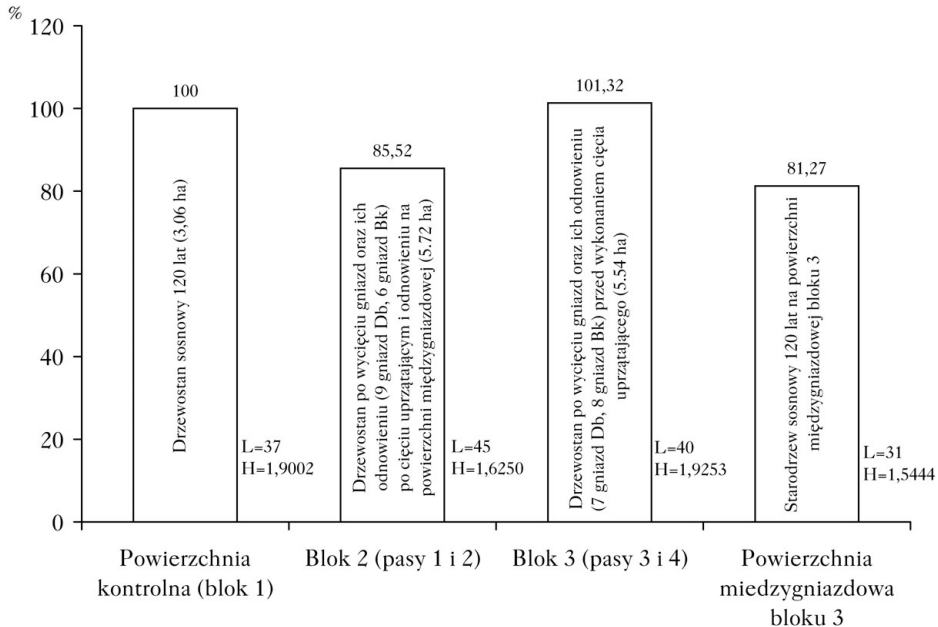 %
120
100
80
60
40
20
0
100
Drzewostan sosnowy 120 lat (3,06 ha)
L=37
H=1,9002
85,52
Drzewostan po wycięciu gniazd oraz ich
odnowieniu (9 gniazd Db, 6 gniazd Bk)
po cięciu uprzątającym i odnowieniu na
powierzchni międzygniazdowej (5.72 ha)
L=45
H=1,6250
101,32
Drzewostan po wycięciu gniazd oraz ich odnowieniu
(7 gniazd Db, 8 gniazd Bk) przed wykonaniem cięcia
uprzątającego (5.54 ha)
L=40
H=1,9253
81,27
Starodrzew sosnowy 120 lat na powierzchni
międzygniazdowej bloku 3
L=31
H=1,5444
Powierzchnia
kontrolna (blok 1)
Blok 2 (pasy 1 i 2)
Blok 3 (pasy 3 i 4)
Powierzchnia
miedzygniazdowa
bloku 3